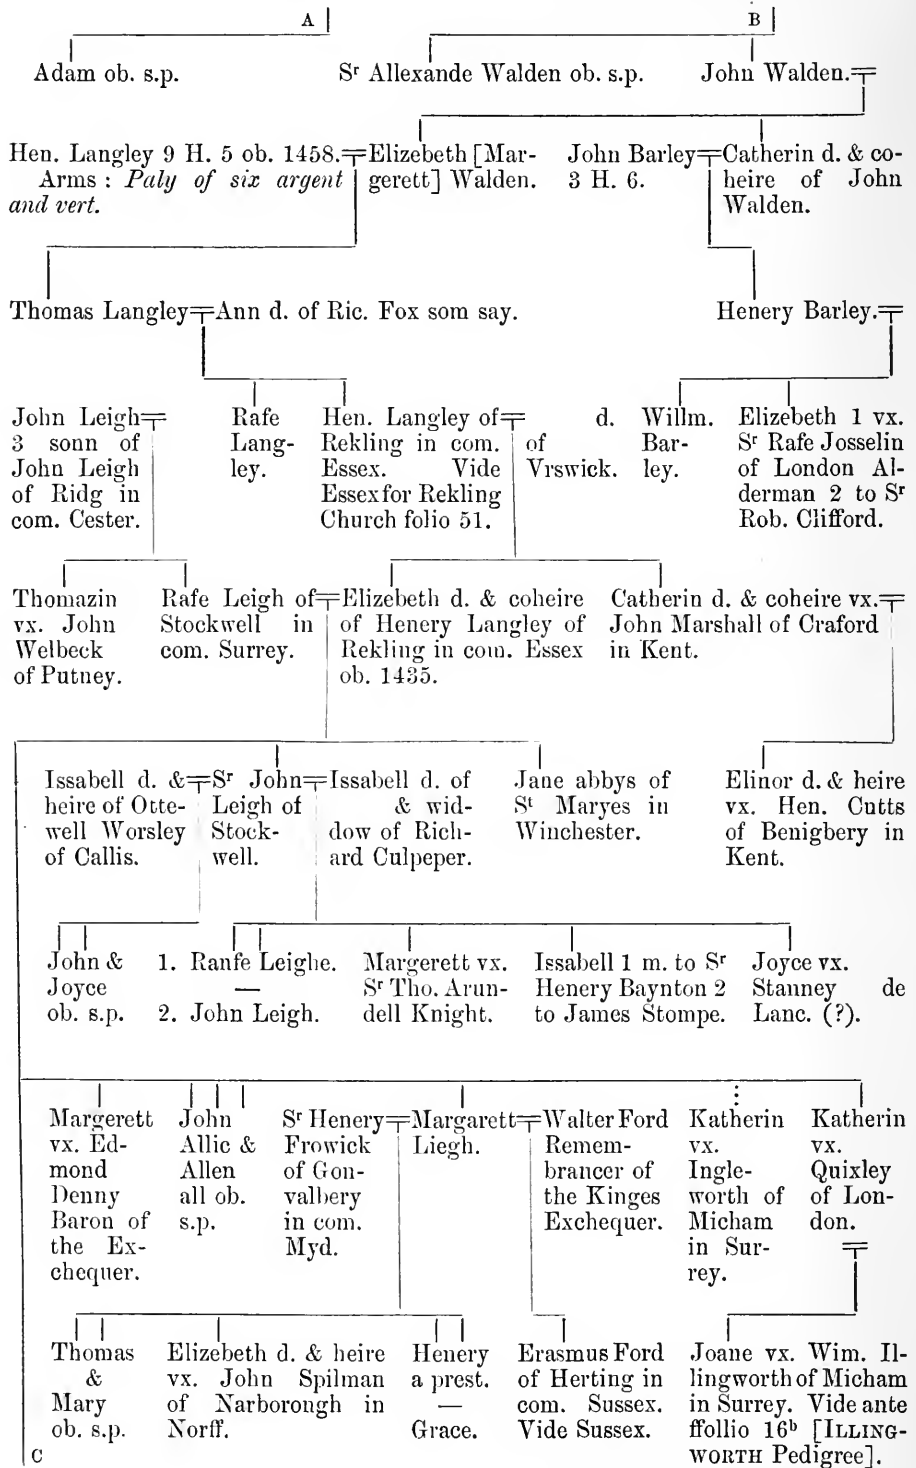 A B
Adam ob. s.p.
Sʳ Allexande Walden ob. s.p.
John Walden.
Hen. Langley 9 H. 5 ob. 1458.
Arms : Paly of six argent
and vert.
Elizebeth [Mar-
gerett] Walden.
John Barley
3 H. 6.
Catherin d. & co-
heire of John
Walden.
Thomas Langley
Ann d. of Ric. Fox som say.
Henery Barley.
John Leigh
3 sonn of
John Leigh
of Ridg in
com. Cester.
Rafe
Lang-
ley.
Hen. Langley of
Rekling in com.
Essex. Vide
Essex for Rekling
Church folio 51.
d.
of
Vrswick.
Willm.
Bar-
ley.
Elizebeth 1 vx.
Sʳ Rafe Josselin
of London Al-
derman 2 to Sʳ
Rob. Clifford.
Thomazin
vx. John
Welbeck
of Putney.
Rafe Leigh of
Stockwell in
com. Surrey.
Elizebeth d. & coheire
of Henery Langley of
Rekling in com. Essex
ob. 1435.
Catherin d. & coheire vx.
John Marshall of Craford
in Kent.
Issabell d. &
heire of Otte-
well Worsley
of Callis.
Sʳ John
Leigh of
Stock-
well.
Issabell d. of
& wid-
dow of Rich-
ard Culpeper.
Jane abbys of
Sᵗ Maryes in
Winchester.
Elinor d. & heire
vx. Hen. Cutts
of Benigbery in
Kent.
John &
Joyce
ob. s.p.
1. Ranfe Leighe.
—
2. John Leigh.
Margerett vx.
Sʳ Tho. Arun-
dell Knight.
Issabell 1 m. to Sʳ
Henery Baynton 2
to James Stompe.
Joyce vx.
Stanney de
Lanc. (?).
Margerett
vx. Ed-
mond
Denny
Baron of
the Ex-
chequer.
John
Allic &
Allen
all ob.
s.p.
Sʳ Henery
Frowick
of Gon-
valbery
in com.
Myd.
Margarett
Liegh.
Walter Ford
Remem-
brancer of
the Kinges
Exchequer.
Katherin
vx.
Ingle-
worth of
Micham
in Sur-
rey.
Katherin
vx.
Quixley
of Lon-
don.
Thomas
&
Mary
ob. s.p.
Elizebeth d. & heire
vx. John Spilman
of Narborough in
Norff.
Henery
a prest.
—
Grace.
Erasmus Ford
of Herting in
com. Sussex.
Vide Sussex.
Joane vx. Wim. Il-
lingworth of Micham
in Surrey. Vide ante
ffollio 16ᵇ [ILLING-
WORTH Pedigree].
C